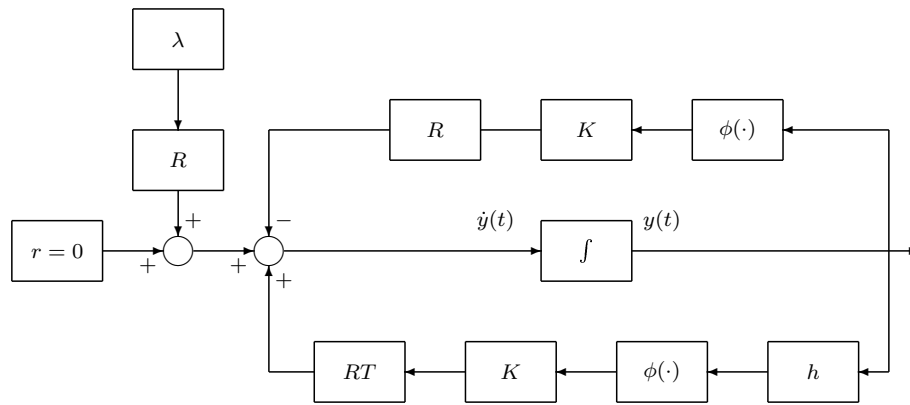 λ
R
K
ϕ(·)
R
+
−
ẏ(t)
y(t)
r = 0
∫
+
+
+
RT
K
ϕ(·)
h